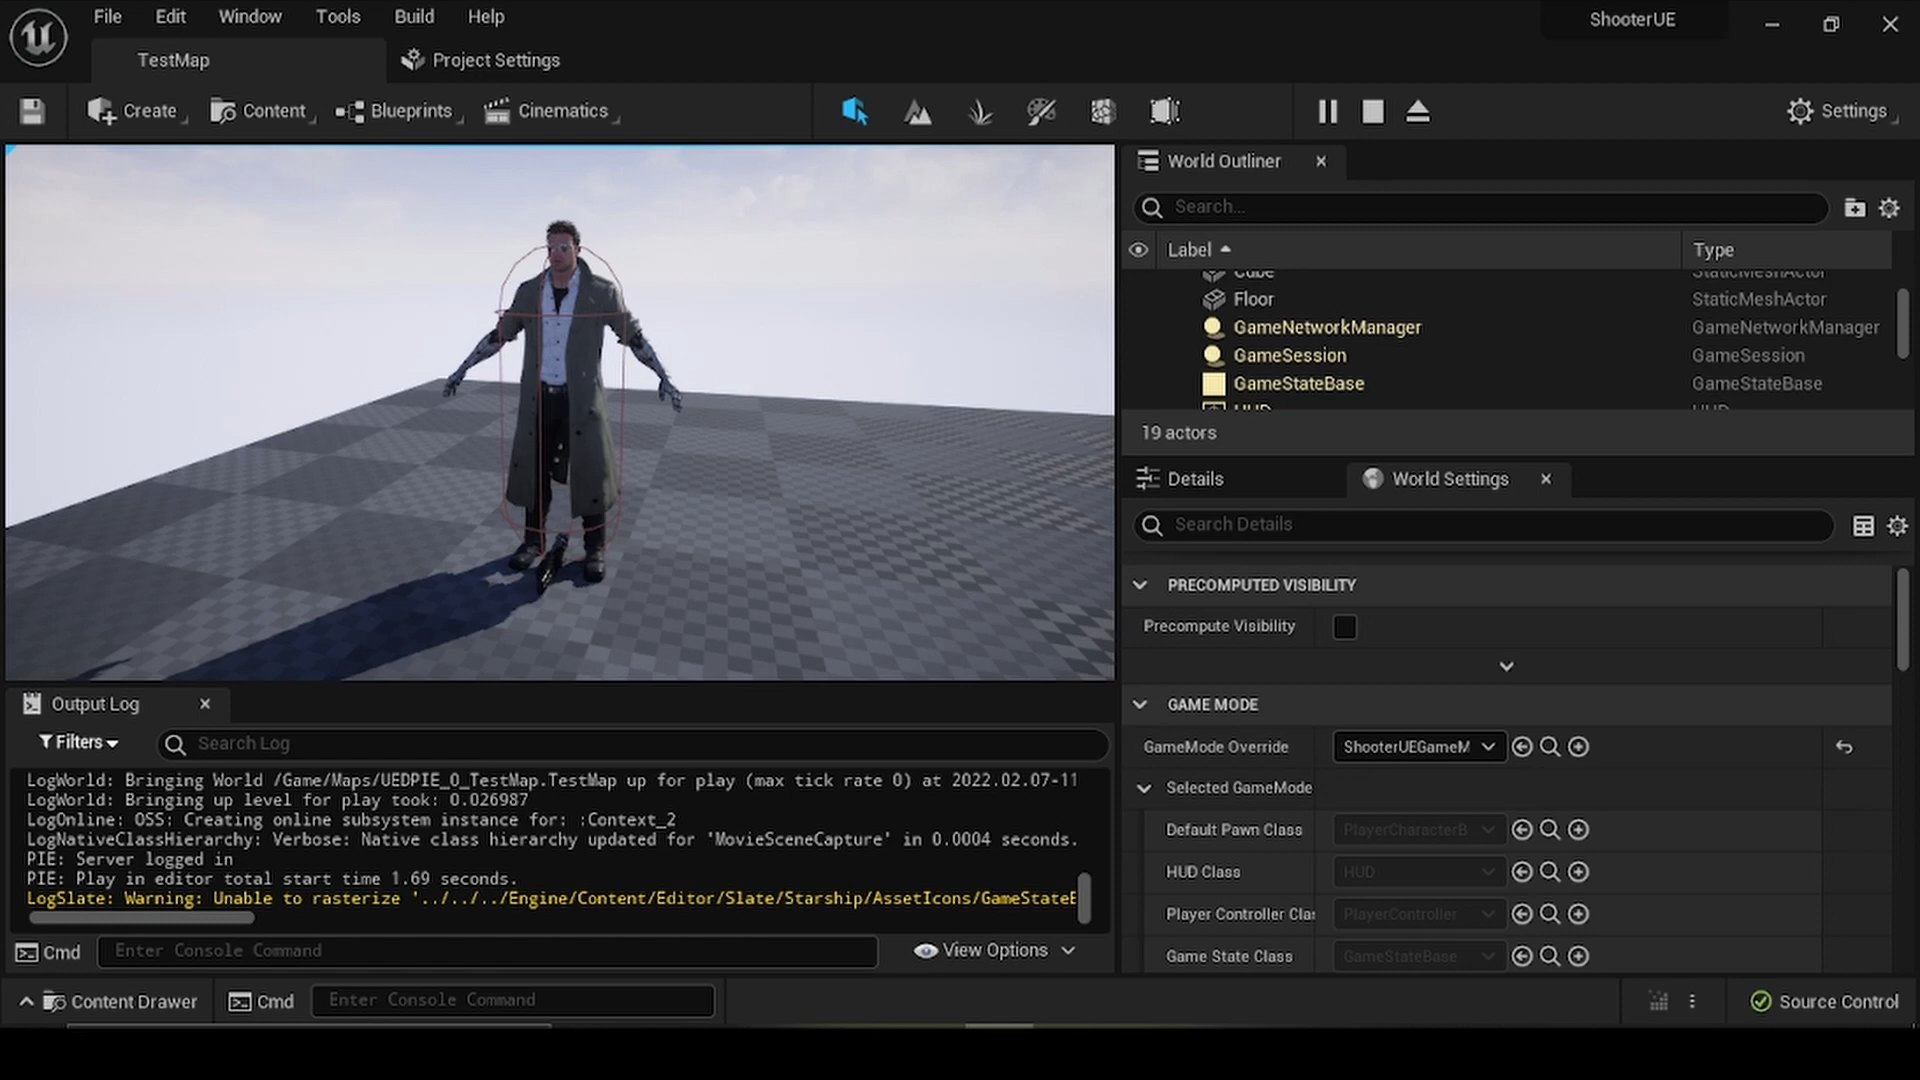 File Edit Window Tools Build Help
ShooterUE
TestMap
Project Settings
Create Content Blueprints Cinematics
Settings
World Outliner
Search...
Label Type
Cube StaticMeshActor
Floor StaticMeshActor
GameNetworkManager GameNetworkManager
GameSession GameSession
GameStateBase GameStateBase
HUD HUD
19 actors
Details World Settings
Search Details
PRECOMPUTED VISIBILITY
Precompute Visibility
GAME MODE
GameMode Override ShooterUEGameM
Selected GameMode
Default Pawn Class PlayerCharacterB
HUD Class HUD
Player Controller Clas PlayerController
Game State Class GameStateBase
Output Log
Filters Search Log
LogWorld: Bringing World /Game/Maps/UEDPIE_0_TestMap.TestMap up for play (max tick rate 0) at 2022.02.07-11
LogWorld: Bringing up level for play took: 0.026987
LogOnline: OSS: Creating online subsystem instance for: :Context_2
LogNativeClassHierarchy: Verbose: Native class hierarchy updated for 'MovieSceneCapture' in 0.0004 seconds.
PIE: Server logged in
PIE: Play in editor total start time 1.69 seconds.
LogSlate: Warning: Unable to rasterize '../../../Engine/Content/Editor/Slate/Starship/AssetIcons/GameStateB
Cmd Enter Console Command View Options
Content Drawer Cmd Enter Console Command Source Control